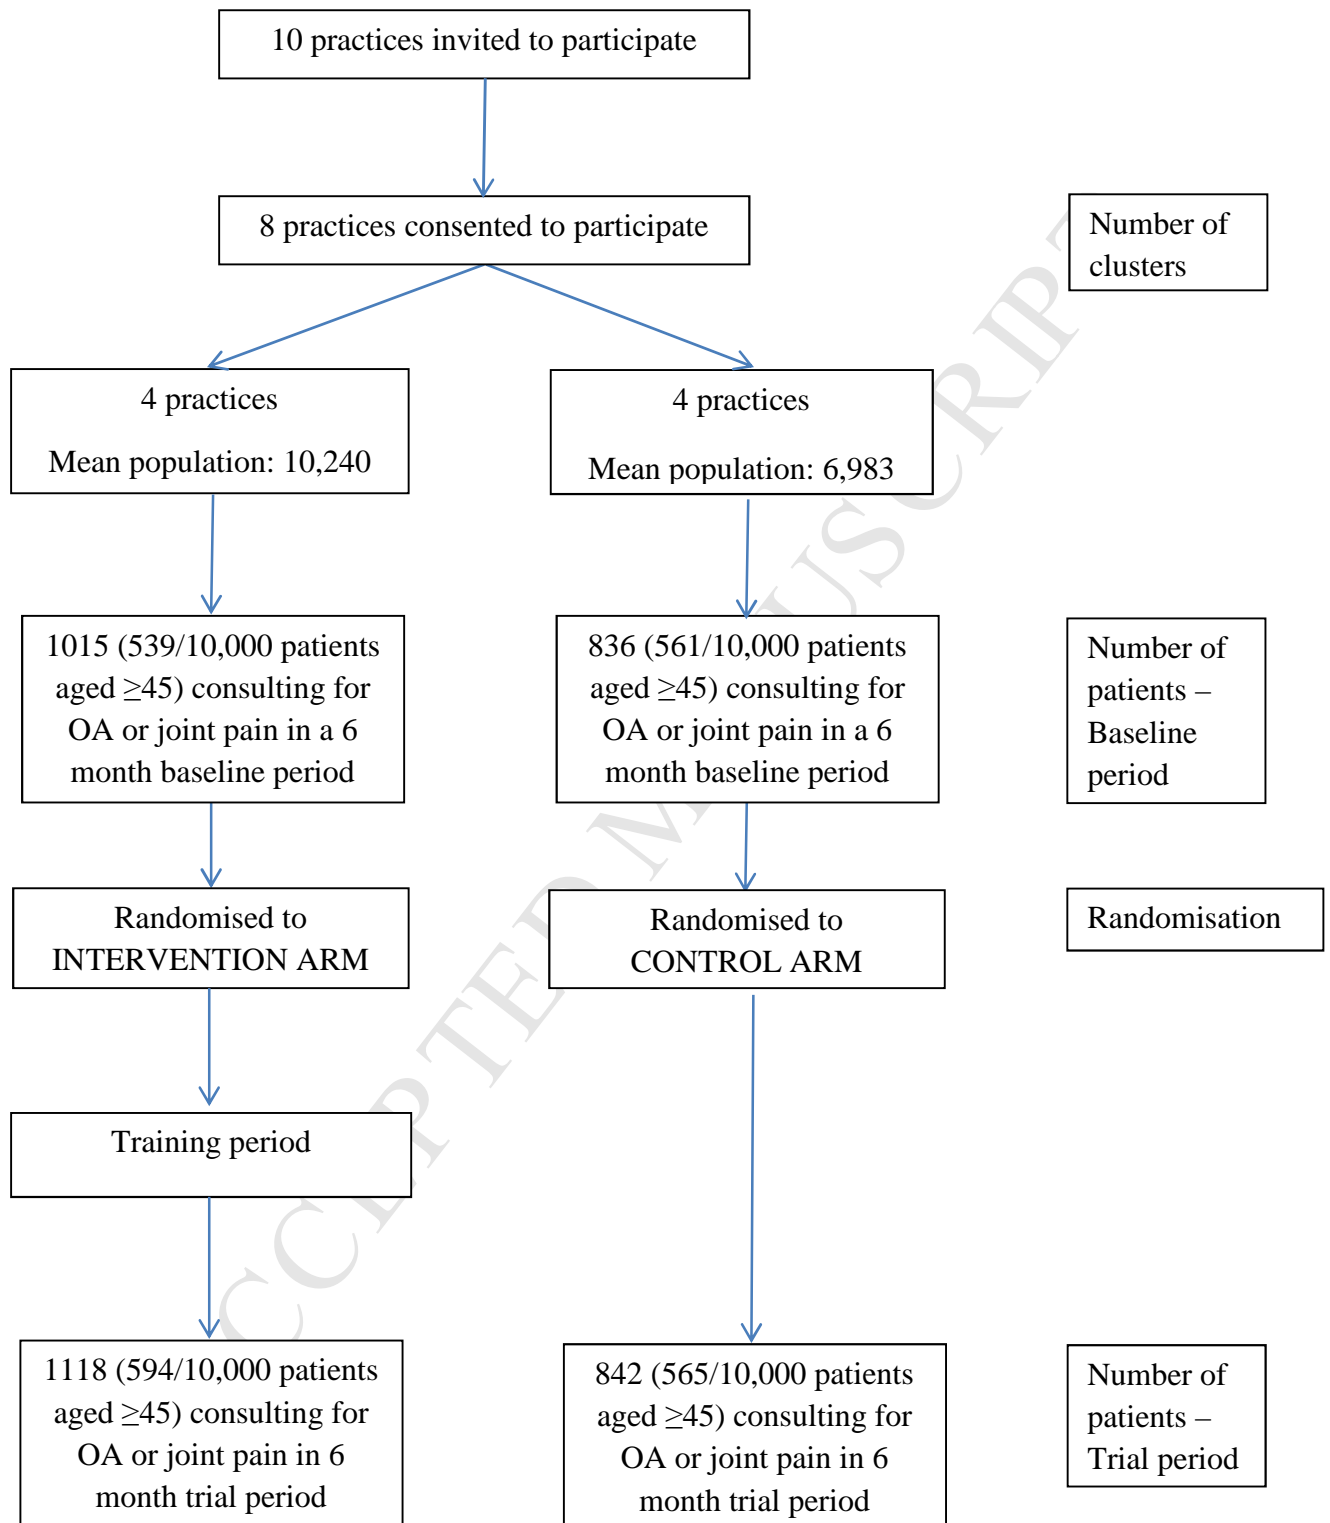 10 practices invited to participate
8 practices consented to participate
Number of
clusters
4 practices
Mean population: 10,240
4 practices
Mean population: 6,983
1015 (539/10,000 patients
aged ≥45) consulting for
OA or joint pain in a 6
month baseline period
836 (561/10,000 patients
aged ≥45) consulting for
OA or joint pain in a 6
month baseline period
Number of
patients –
Baseline
period
Randomised to
INTERVENTION ARM
Randomised to
CONTROL ARM
Randomisation
Training period
1118 (594/10,000 patients
aged ≥45) consulting for
OA or joint pain in 6
month trial period
842 (565/10,000 patients
aged ≥45) consulting for
OA or joint pain in 6
month trial period
Number of
patients –
Trial period